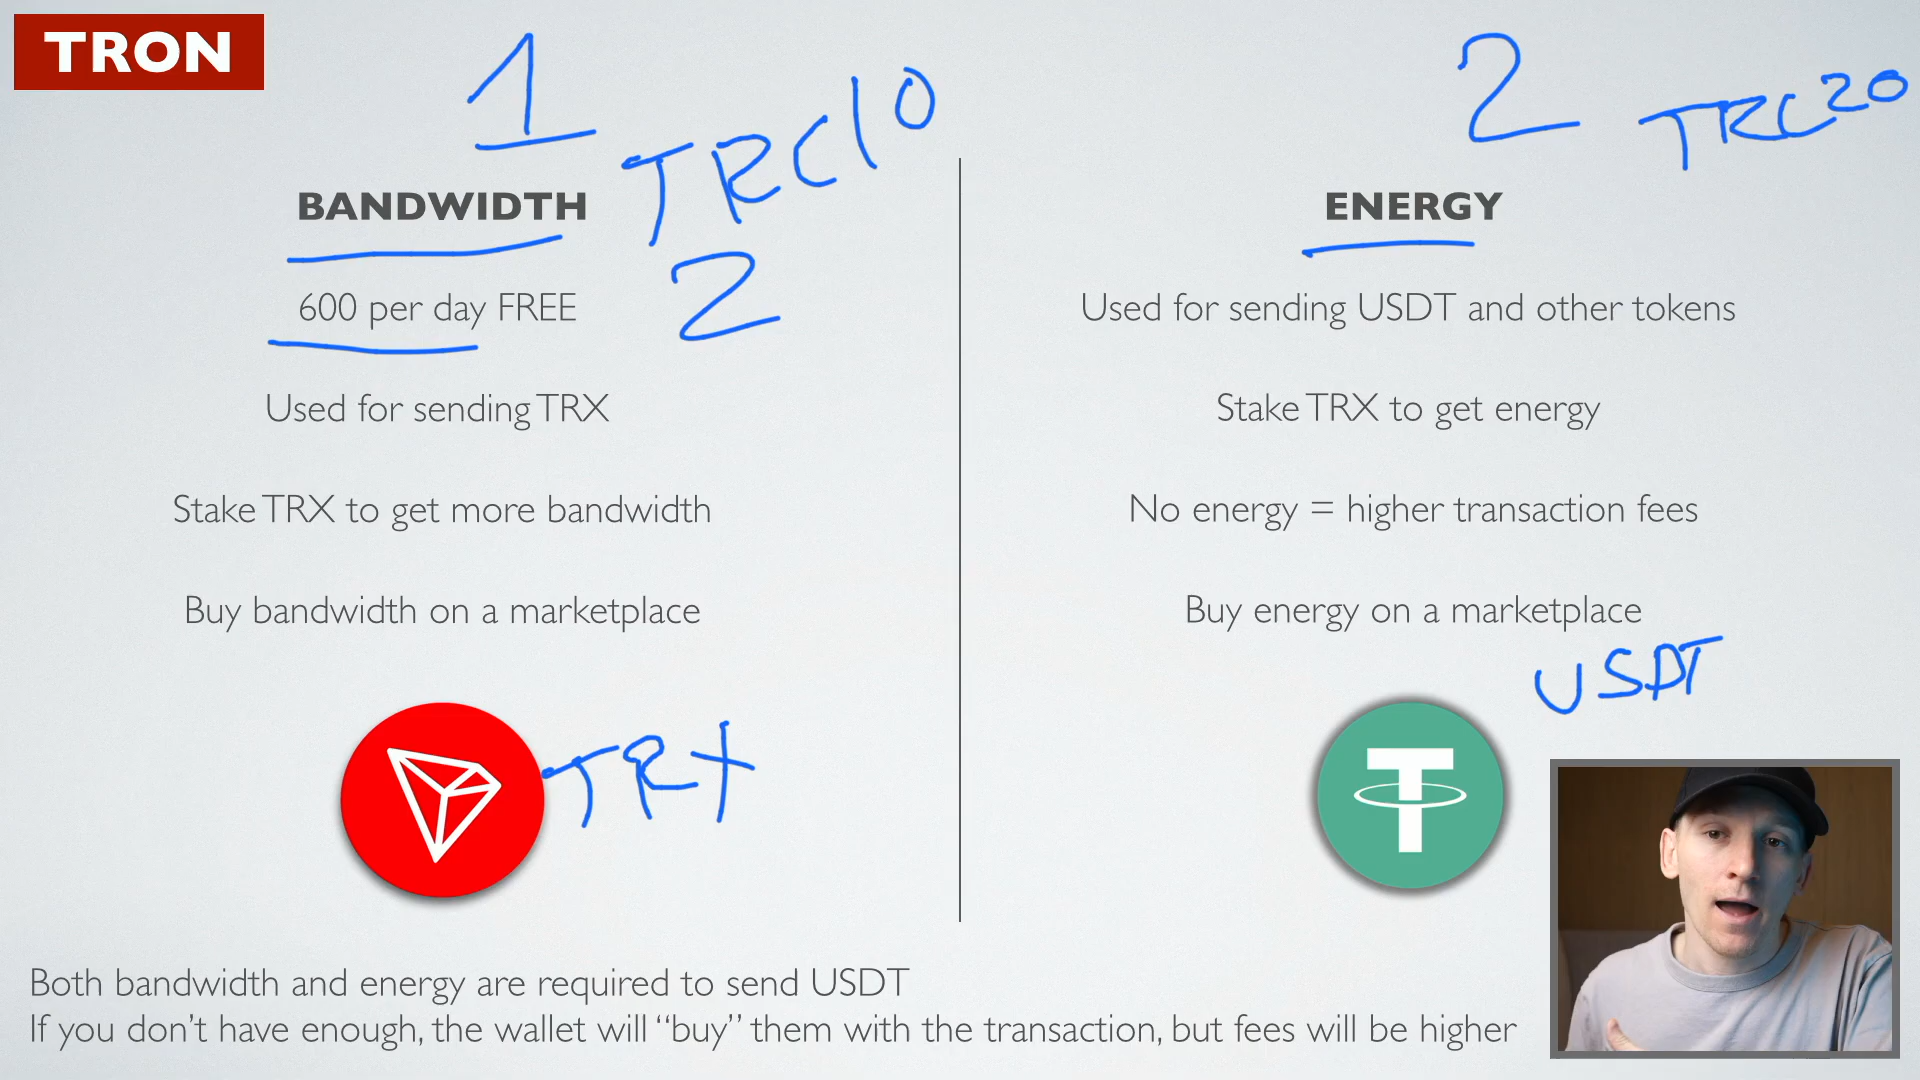 TRON
1
TRC10
BANDWIDTH
2
600 per day FREE
Used for sending TRX
Stake TRX to get more bandwidth
Buy bandwidth on a marketplace
TRX
2
TRC20
ENERGY
Used for sending USDT and other tokens
Stake TRX to get energy
No energy = higher transaction fees
Buy energy on a marketplace
USDT
Both bandwidth and energy are required to send USDT
If you don’t have enough, the wallet will “buy” them with the transaction, but fees will be higher